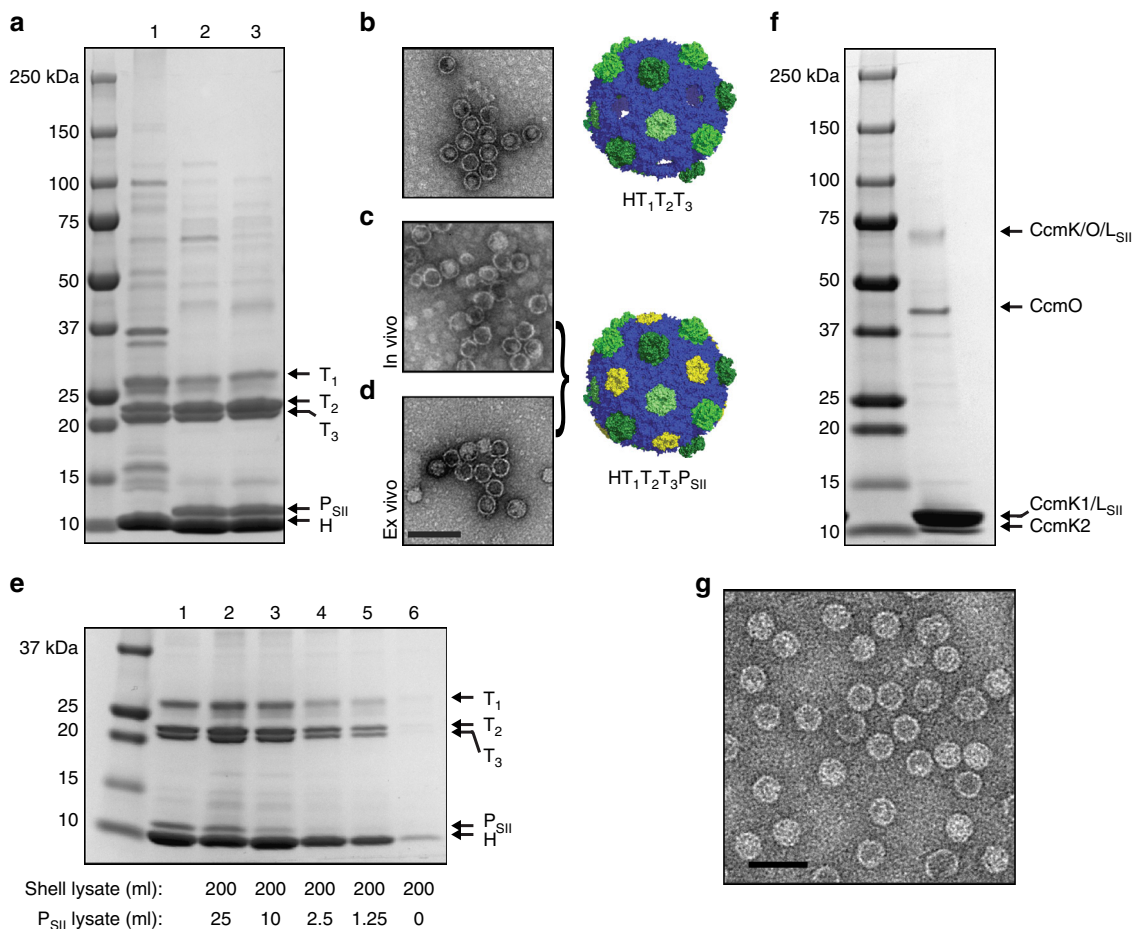 a
1 2 3
250 kDa
150
100
75
50
37
25
20
15
10
T1
T2
T3
PSII
H
b
HT1T2T3
c
In vivo
d
Ex vivo
HT1T2T3PSII
e
1 2 3 4 5 6
37 kDa
25
20
15
10
T1
T2
T3
PSII
H
Shell lysate (ml): 200 200 200 200 200
PSII lysate (ml): 25 10 2.5 1.25 0
f
250 kDa
150
100
75
50
37
25
20
15
10
CcmK/O/LSII
CcmO
CcmK1/LSII
CcmK2
g